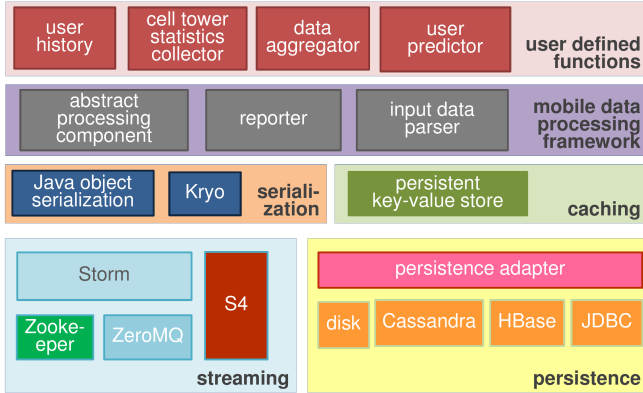 user
history
cell tower
statistics
collector
data
aggregator
user
predictor
user defined
functions
abstract
processing
component
reporter
input data
parser
mobile data
processing
framework
Java object
serialization
Kryo
seriali-
zation
persistent
key-value store
caching
Storm
Zooke-
eper
ZeroMQ
S4
streaming
persistence adapter
disk
Cassandra
HBase
JDBC
persistence